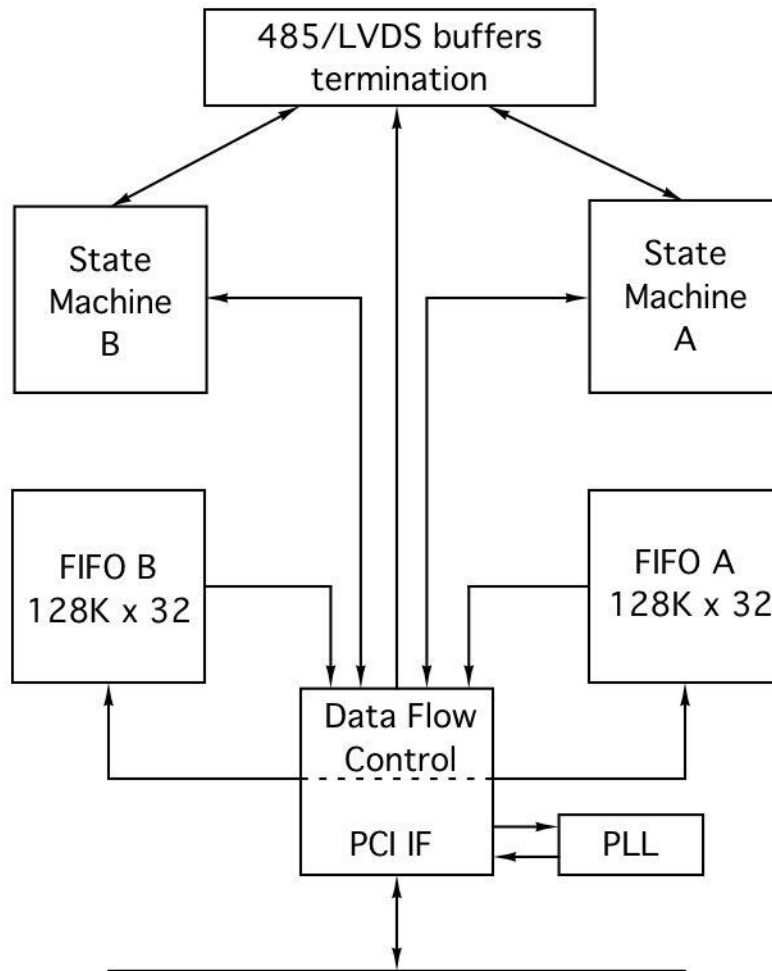 485/LVDS buffers
termination
State
Machine
B
State
Machine
A
FIFO B
128K x 32
FIFO A
128K x 32
Data Flow
Control
PCI IF
PLL